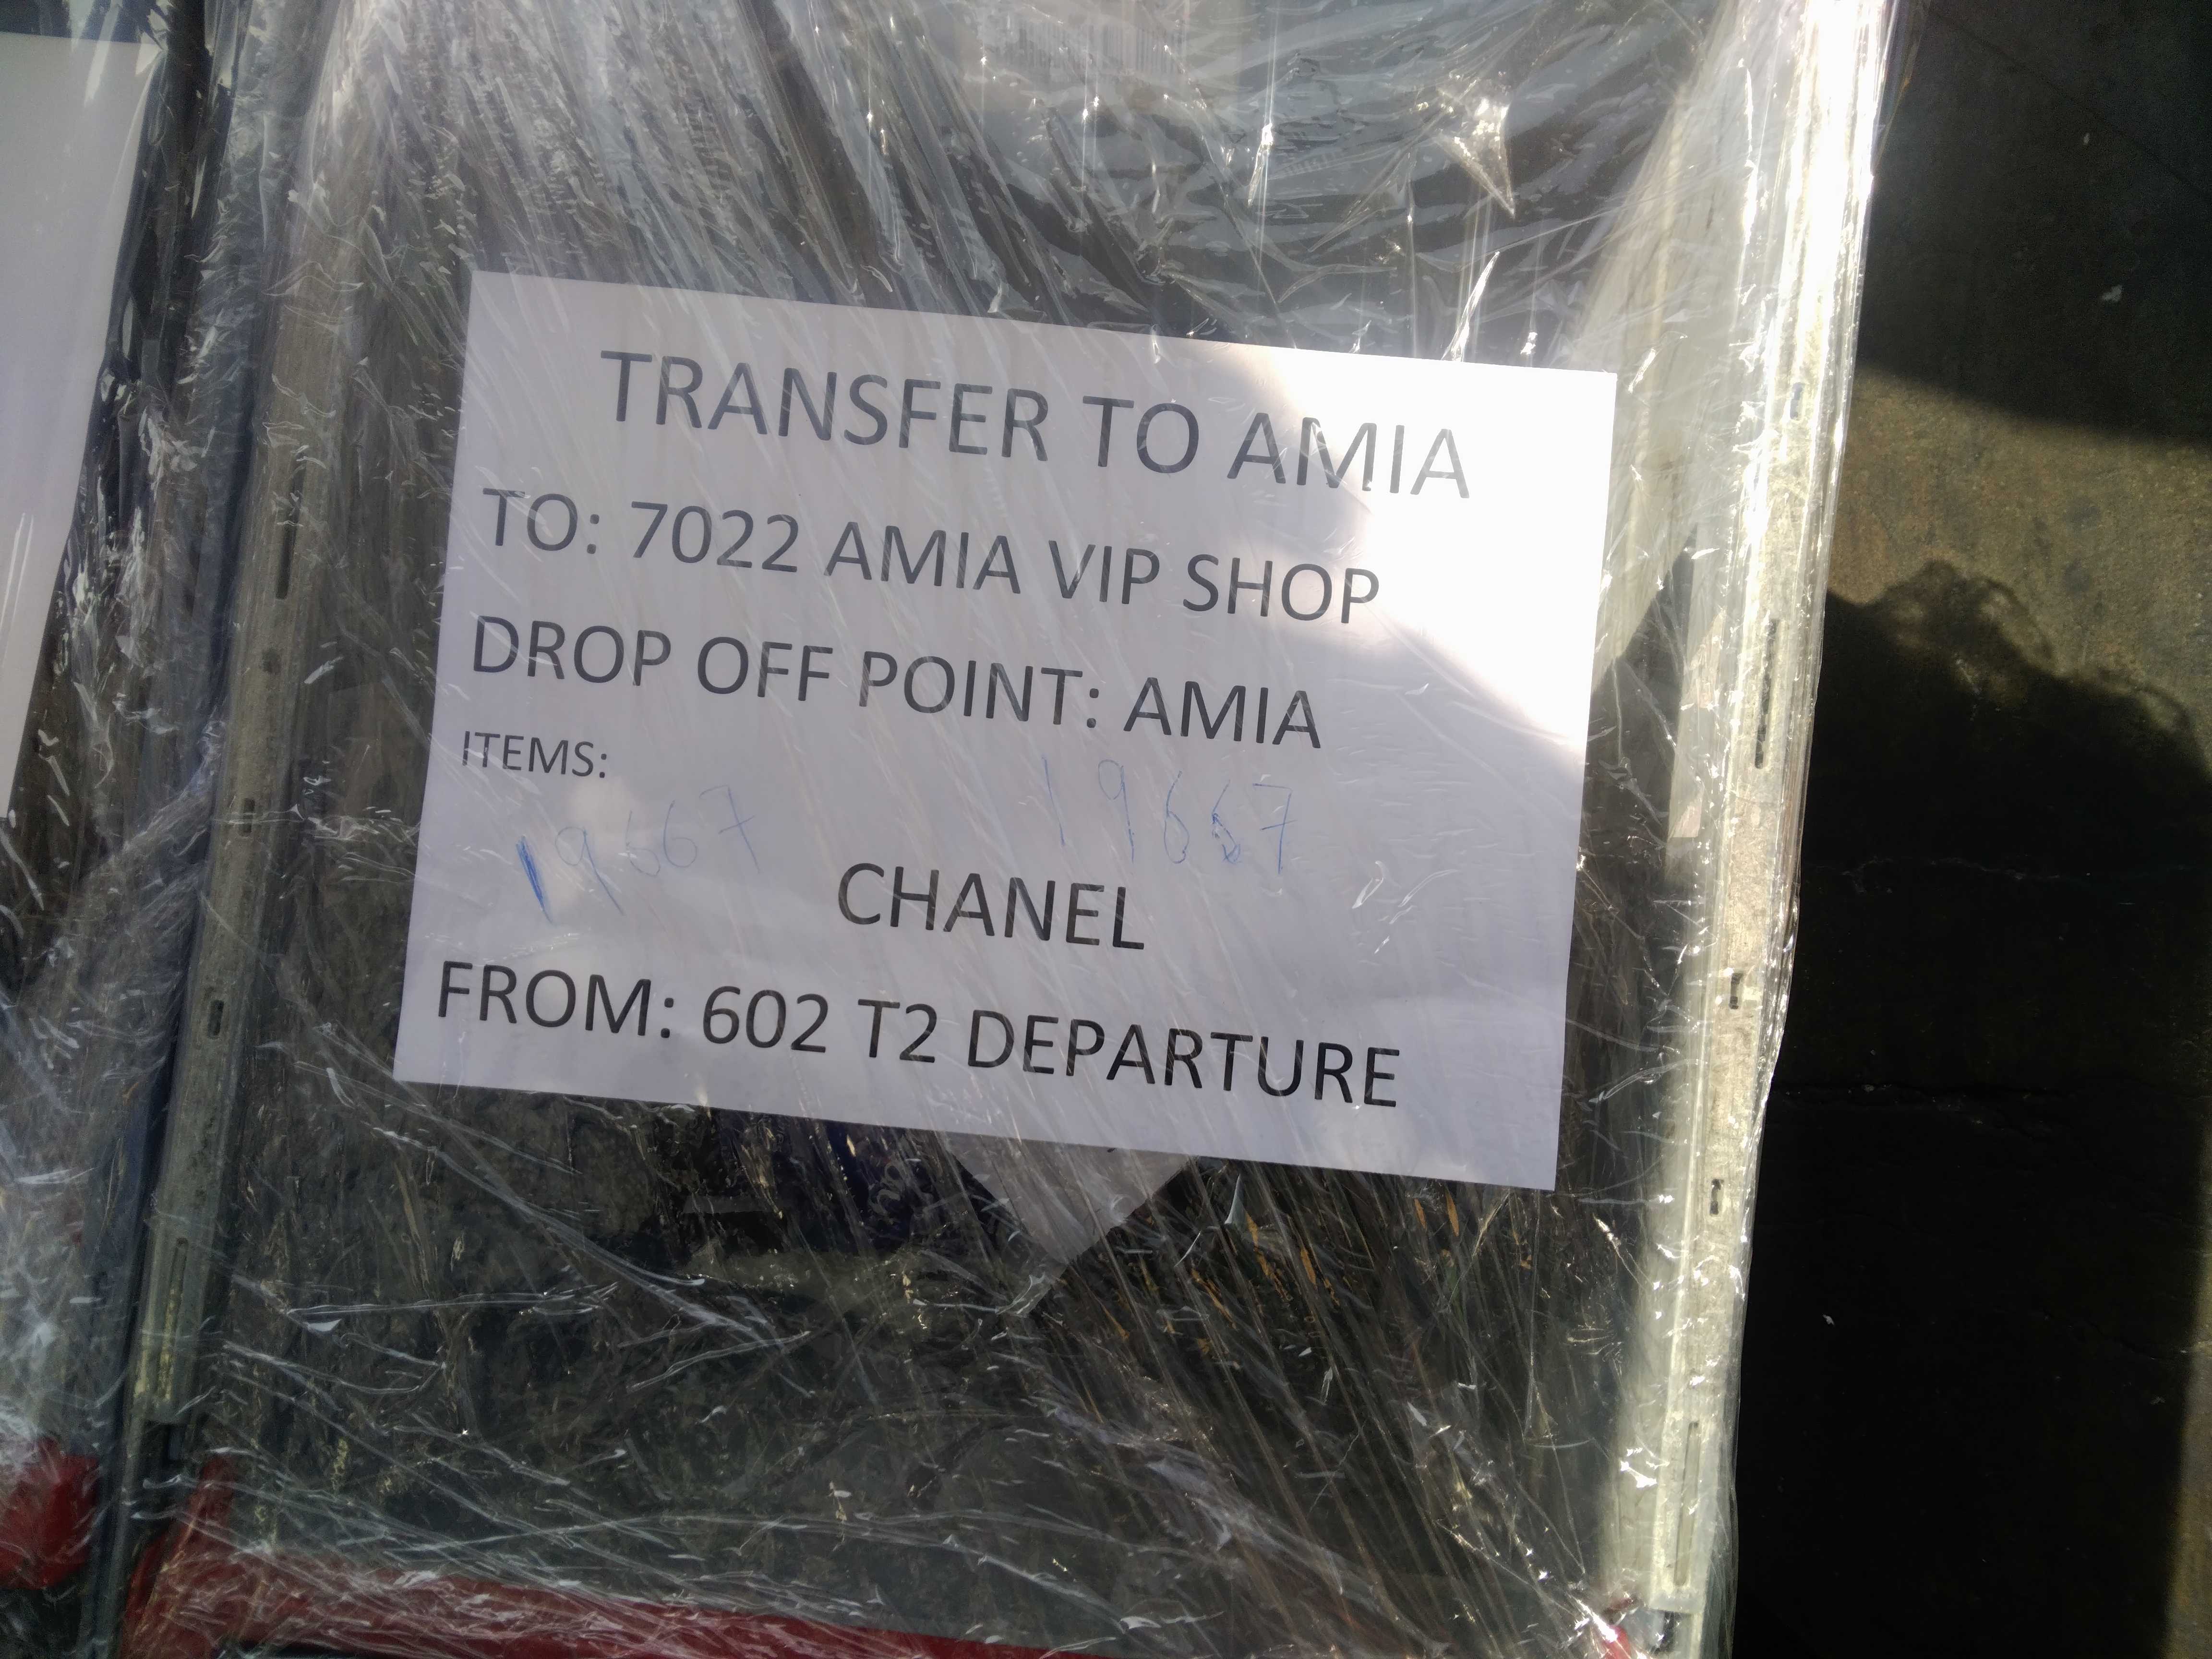 TRANSFER TO AMIA
TO: 7022 AMIA VIP SHOP
DROP OFF POINT: AMIA
ITEMS:
19667 19667
CHANEL
FROM: 602 T2 DEPARTURE